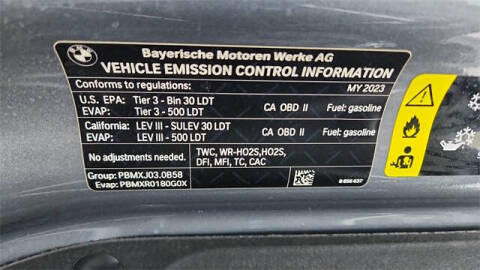 BMW
Bayerische Motoren Werke AG
VEHICLE EMISSION CONTROL INFORMATION
Conforms to regulations: MY 2023
U.S. EPA: Tier 3 - Bin 30 LDT CA OBD II Fuel: gasoline
EVAP: Tier 3 - 500 LDT
California: LEV III - SULEV 30 LDT CA OBD II Fuel: gasoline
EVAP: LEV III - 500 LDT
No adjustments needed. TWC, WR-HO2S,HO2S,
DFI, MFI, TC, CAC
Group: PBMXJ03.0B58
Evap: PBMXR0180G0X